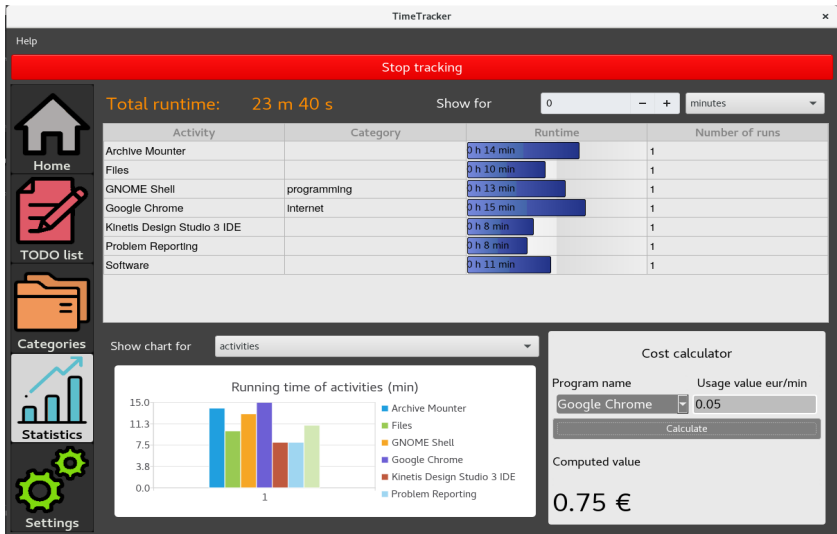 TimeTracker ×
Help
Stop tracking
Total runtime: 23 m 40 s Show for 0 − + minutes
Activity Category Runtime Number of runs
Archive Mounter 0 h 14 min 1
Files 0 h 10 min 1
GNOME Shell programming 0 h 13 min 1
Google Chrome Internet 0 h 15 min 1
Kinetis Design Studio 3 IDE 0 h 8 min 1
Problem Reporting 0 h 8 min 1
Software 0 h 11 min 1
Home
TODO list
Categories
Statistics
Settings
Show chart for activities
Running time of activities (min)
15.0
11.3
7.5
3.8
0.0
1
Archive Mounter
Files
GNOME Shell
Google Chrome
Kinetis Design Studio 3 IDE
Problem Reporting
Cost calculator
Program name Usage value eur/min
Google Chrome 0.05
Calculate
Computed value
0.75 €